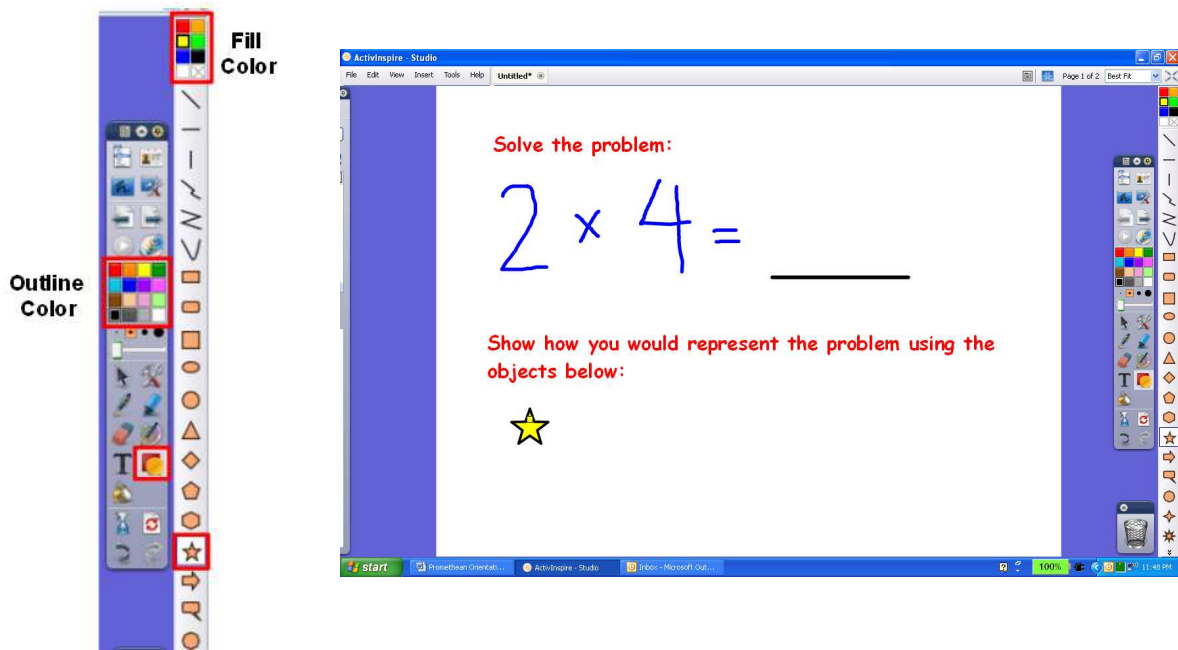 Fill
Color
Outline
Color
T
ActivInspire - Studio
File Edit View Insert Tools Help Untitled*
Page 1 of 2 Best Fit
Solve the problem:
2 x 4 =
Show how you would represent the problem using the
objects below:
T
start Promethean Orientati... ActivInspire - Studio Inbox - Microsoft Out... 100% 11:48 PM